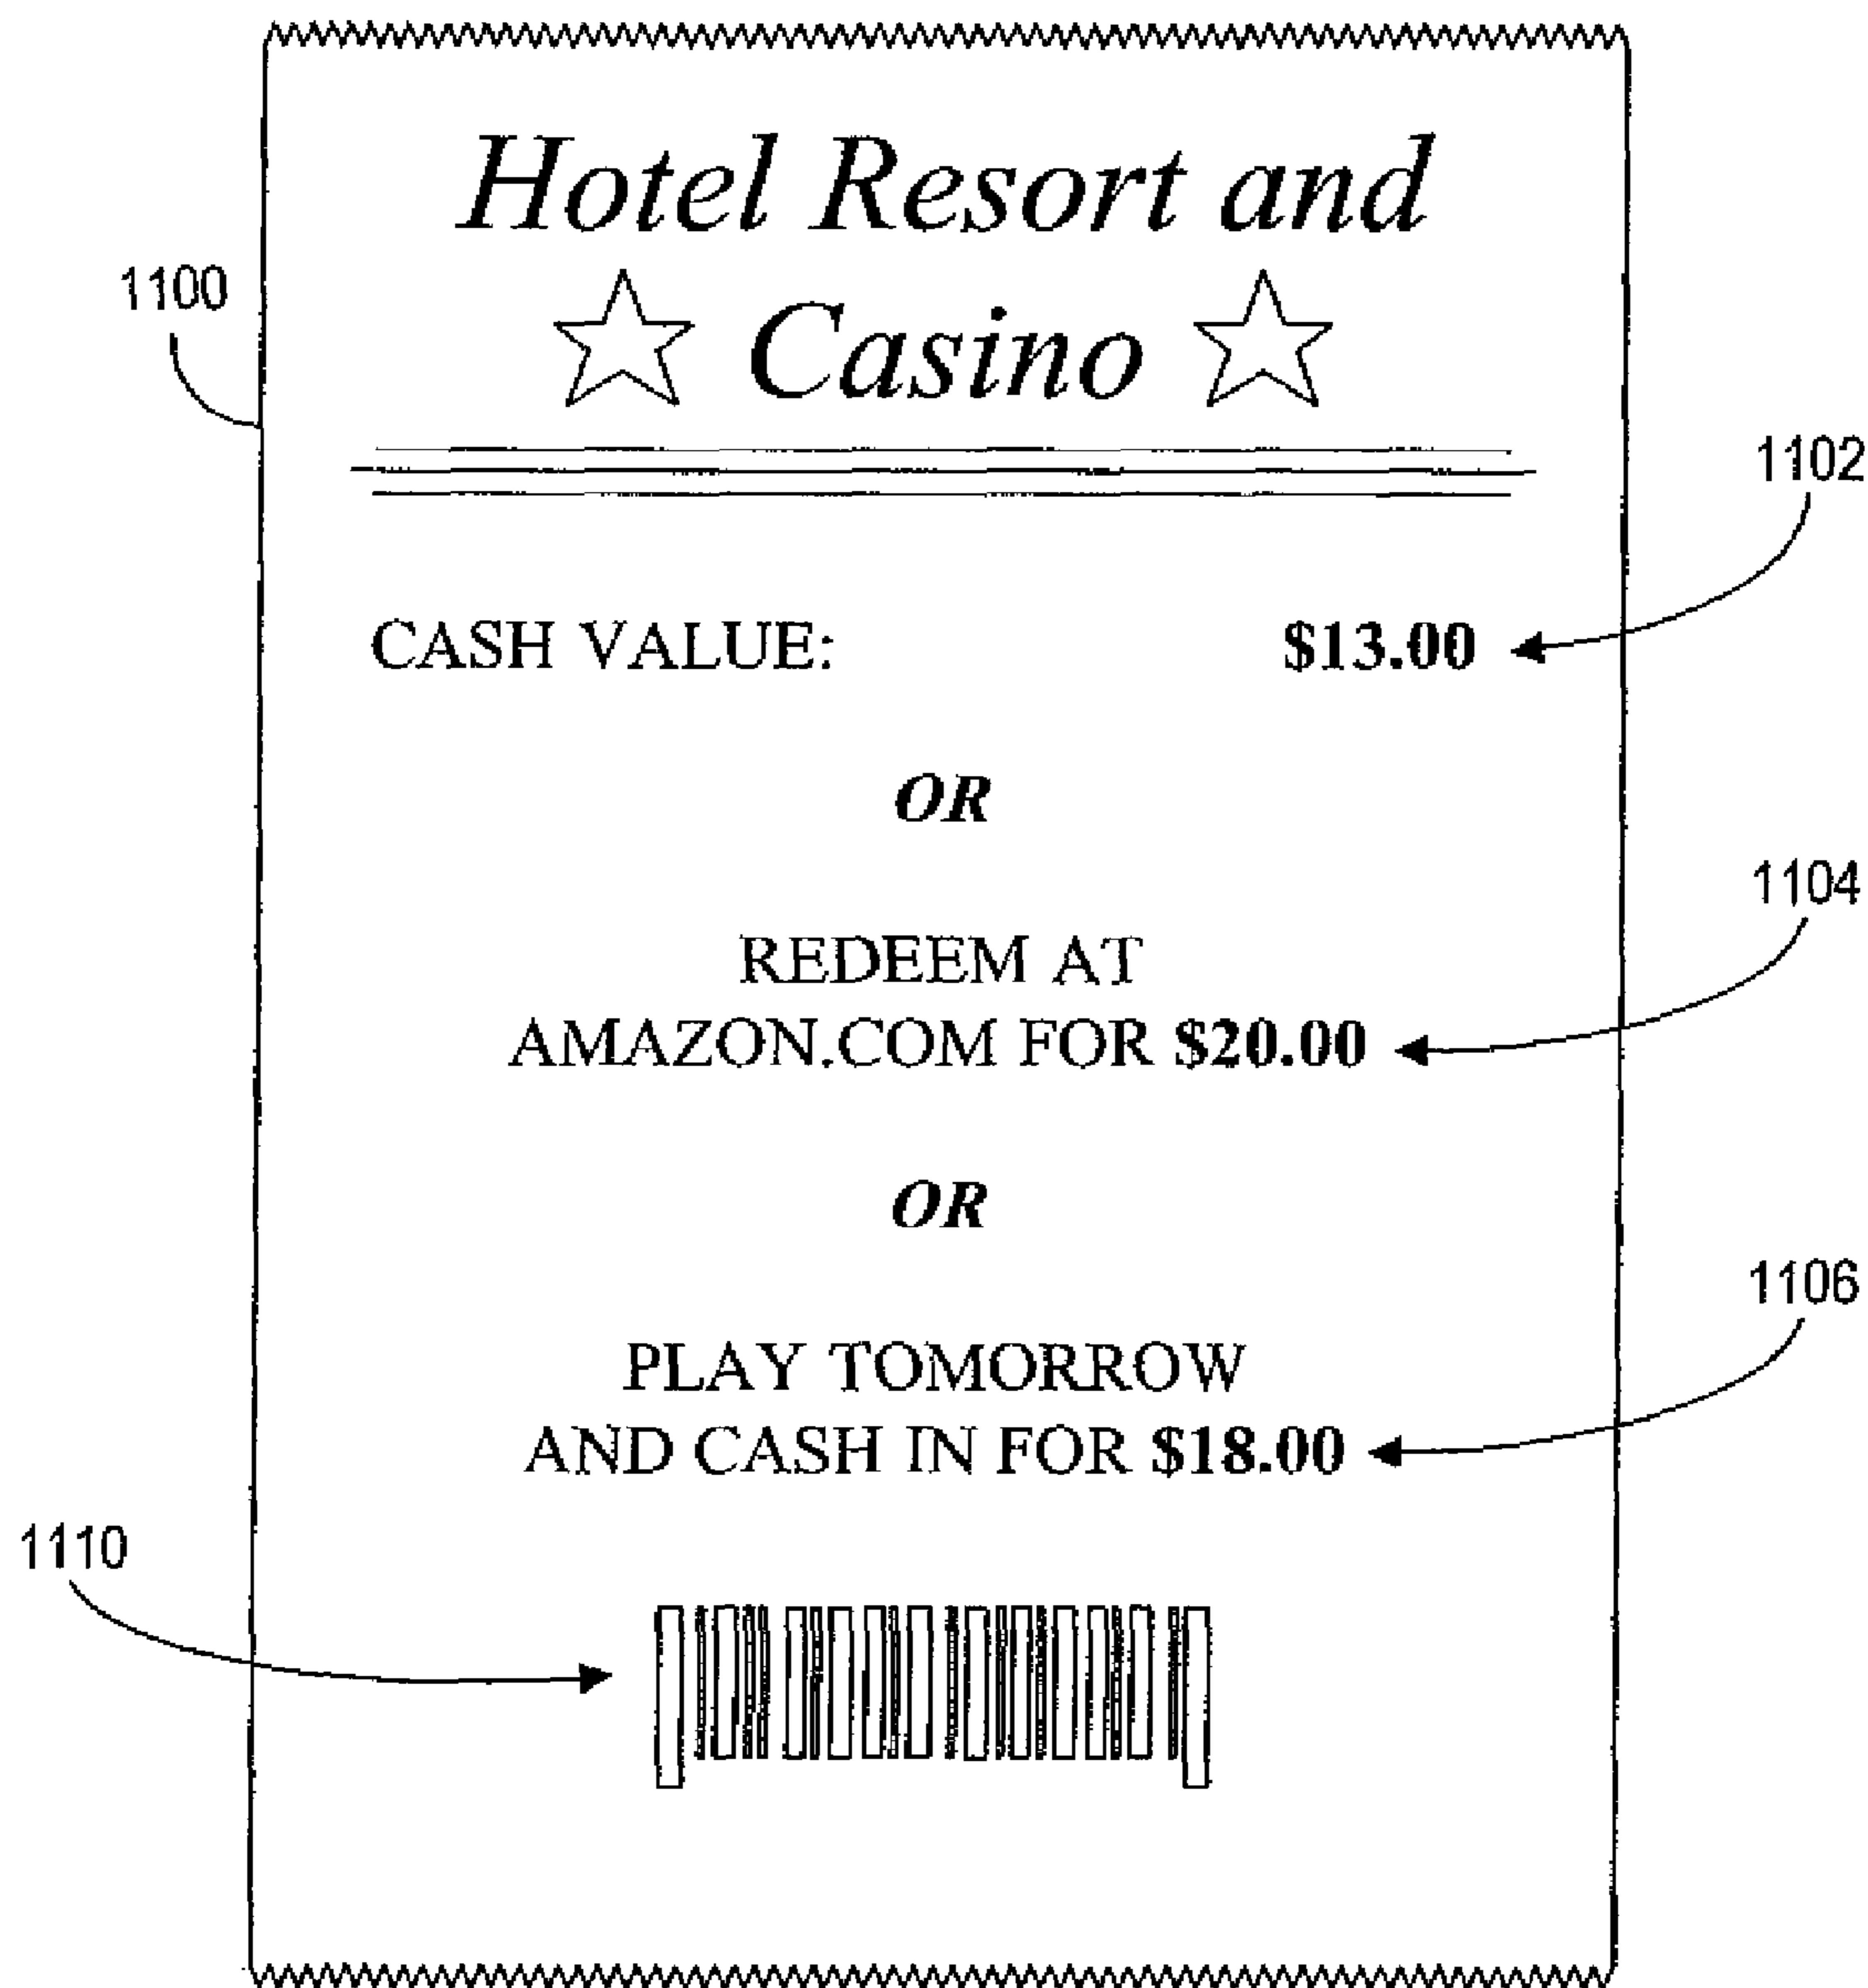 Hotel Resort and
Casino
1100
1102
CASH VALUE: $13.00
OR
1104
REDEEM AT
AMAZON.COM FOR $20.00
OR
1106
PLAY TOMORROW
AND CASH IN FOR $18.00
1110